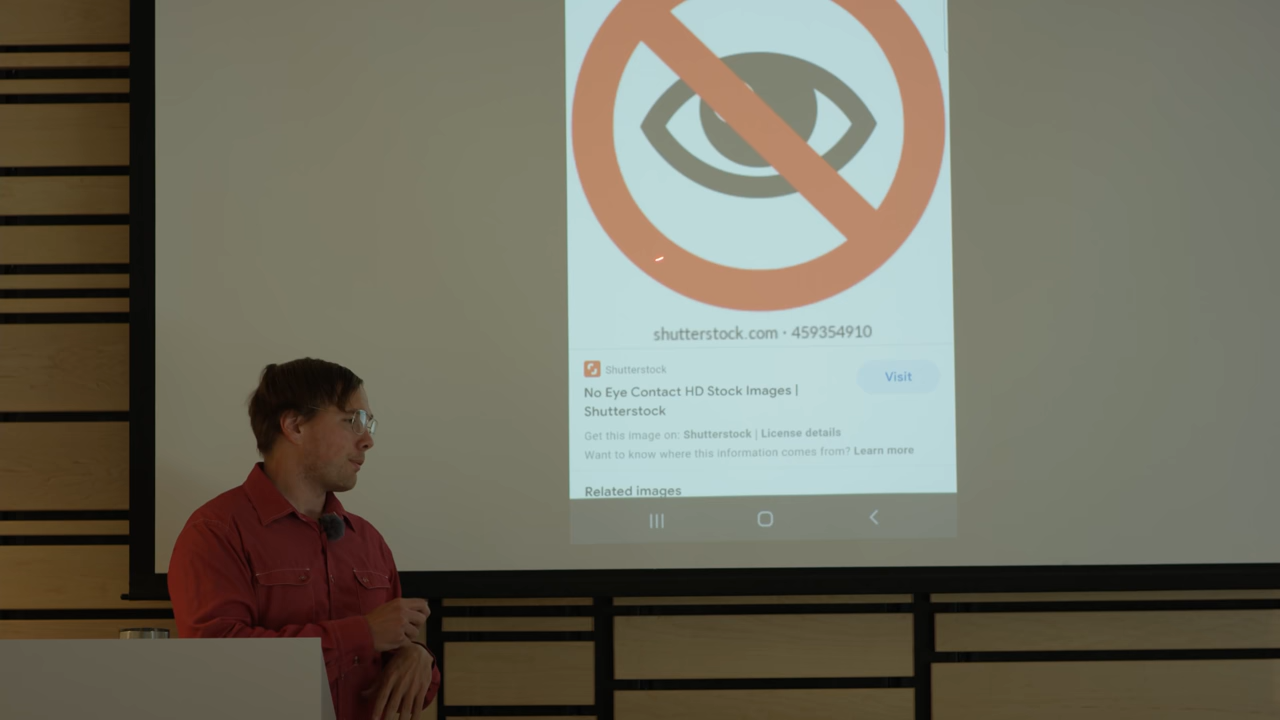 shutterstock.com · 459354910
Shutterstock
Visit
No Eye Contact HD Stock Images |
Shutterstock
Get this image on: Shutterstock | License details
Want to know where this information comes from? Learn more
Related images